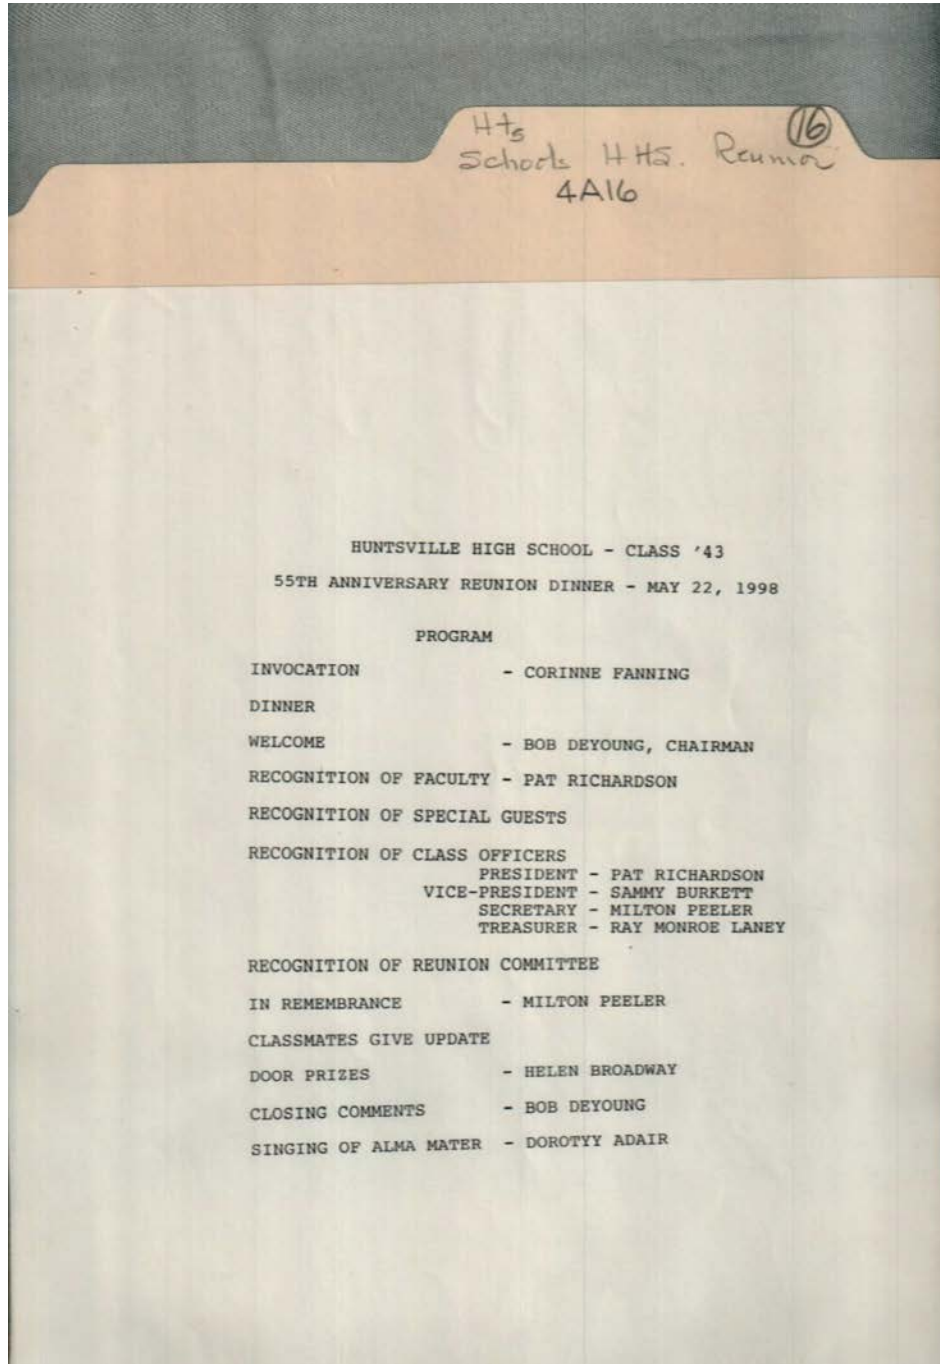 Hts
Schools HHS. Reunion
16
4A16
HUNTSVILLE HIGH SCHOOL - CLASS '43
55TH ANNIVERSARY REUNION DINNER - MAY 22, 1998
PROGRAM
INVOCATION - CORINNE FANNING
DINNER
WELCOME - BOB DEYOUNG, CHAIRMAN
RECOGNITION OF FACULTY - PAT RICHARDSON
RECOGNITION OF SPECIAL GUESTS
RECOGNITION OF CLASS OFFICERS
PRESIDENT - PAT RICHARDSON
VICE-PRESIDENT - SAMMY BURKETT
SECRETARY - MILTON PEELER
TREASURER - RAY MONROE LANEY
RECOGNITION OF REUNION COMMITTEE
IN REMEMBRANCE - MILTON PEELER
CLASSMATES GIVE UPDATE
DOOR PRIZES - HELEN BROADWAY
CLOSING COMMENTS - BOB DEYOUNG
SINGING OF ALMA MATER - DOROTYY ADAIR